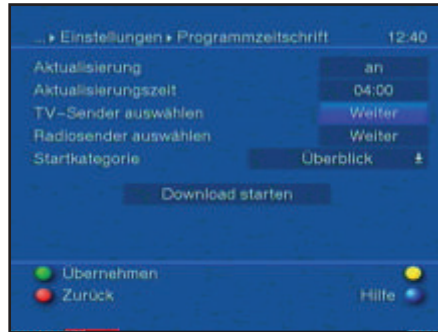 ...▸Einstellungen▸Programmzeitschrift 12:40
Aktualisierung an
Aktualisierungszeit 04:00
TV-Sender auswählen Weiter
Radiosender auswählen Weiter
Startkategorie Überblick
Download starten
Übernehmen
Zurück Hilfe